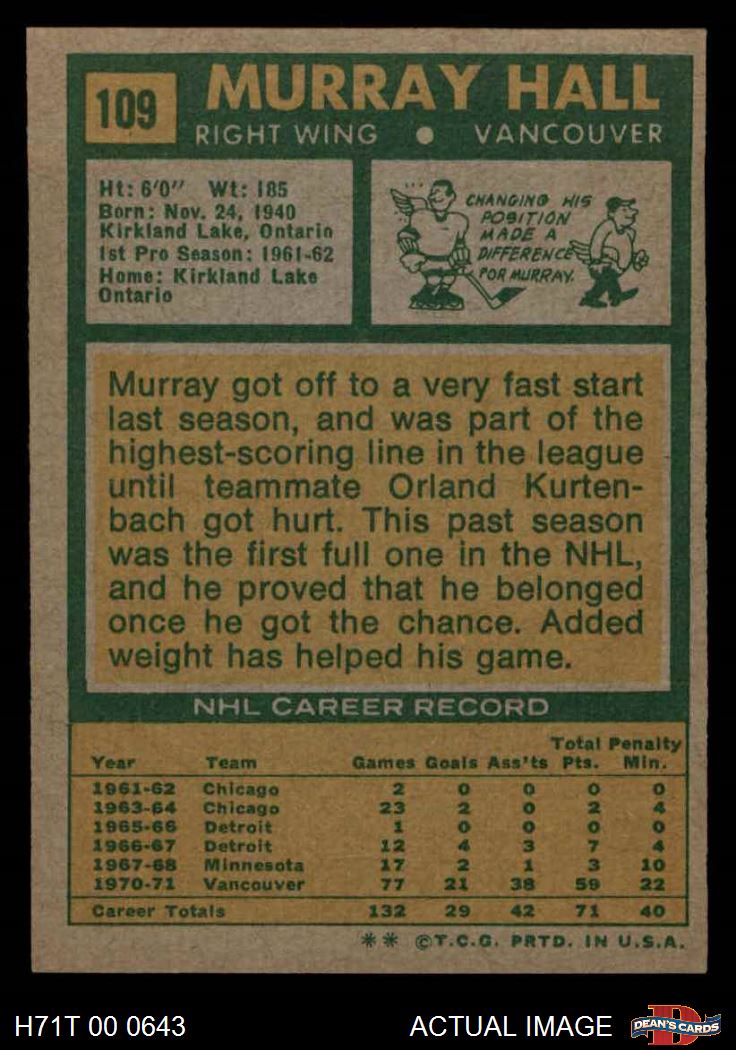 109
MURRAY HALL
RIGHT WING ● VANCOUVER
Ht: 6'0" Wt: 185
Born: Nov. 24, 1940
Kirkland Lake, Ontario
1st Pro Season: 1961-62
Home: Kirkland Lake
Ontario
CHANGING HIS
POSITION
MADE A
DIFFERENCE
FOR MURRAY.
Murray got off to a very fast start
last season, and was part of the
highest-scoring line in the league
until teammate Orland Kurten-
bach got hurt. This past season
was the first full one in the NHL,
and he proved that he belonged
once he got the chance. Added
weight has helped his game.
NHL CAREER RECORD
Total Penalty
Year Team Games Goals Ass'ts Pts. Min.
1961-62 Chicago 2 0 0 0 0
1963-64 Chicago 23 2 0 2 4
1965-66 Detroit 1 0 0 0 0
1966-67 Detroit 12 4 3 7 4
1967-68 Minnesota 17 2 1 3 10
1970-71 Vancouver 77 21 38 59 22
Career Totals 132 29 42 71 40
** ©T.C.G. PRTD. IN U.S.A.
H71T 00 0643 ACTUAL IMAGE DEAN'S CARDS